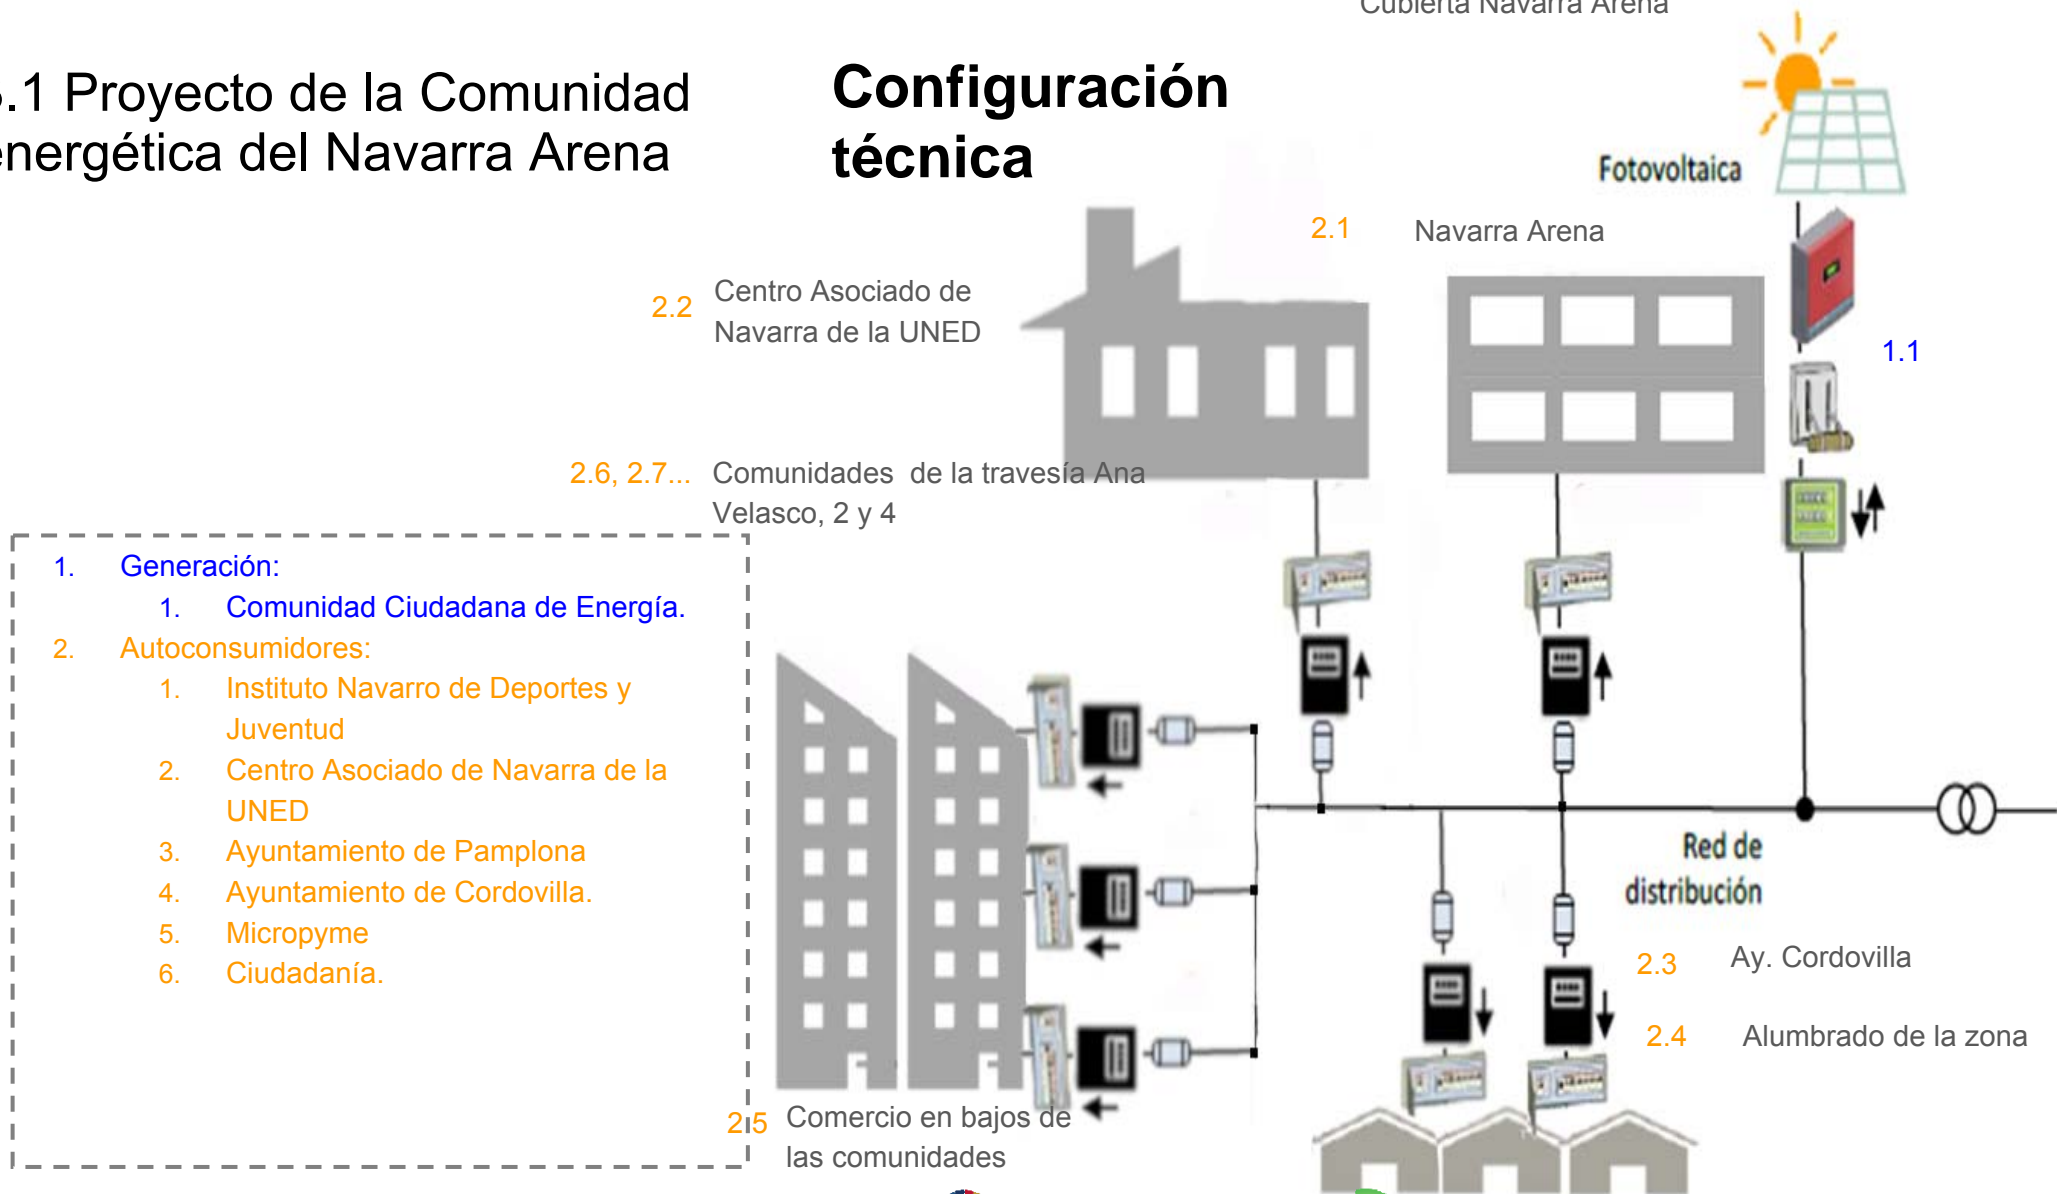 Cubierta Navarra Arena
.1 Proyecto de la Comunidad
energética del Navarra Arena
Configuración
técnica
Fotovoltaica
2.1 Navarra Arena
2.2 Centro Asociado de
Navarra de la UNED
1.1
2.6, 2.7... Comunidades de la travesía Ana
Velasco, 2 y 4
1. Generación:
1. Comunidad Ciudadana de Energía.
2. Autoconsumidores:
1. Instituto Navarro de Deportes y
Juventud
2. Centro Asociado de Navarra de la
UNED
3. Ayuntamiento de Pamplona
4. Ayuntamiento de Cordovilla.
5. Micropyme
6. Ciudadanía.
Red de
distribución
2.3 Ay. Cordovilla
2.4 Alumbrado de la zona
2.5 Comercio en bajos de
las comunidades